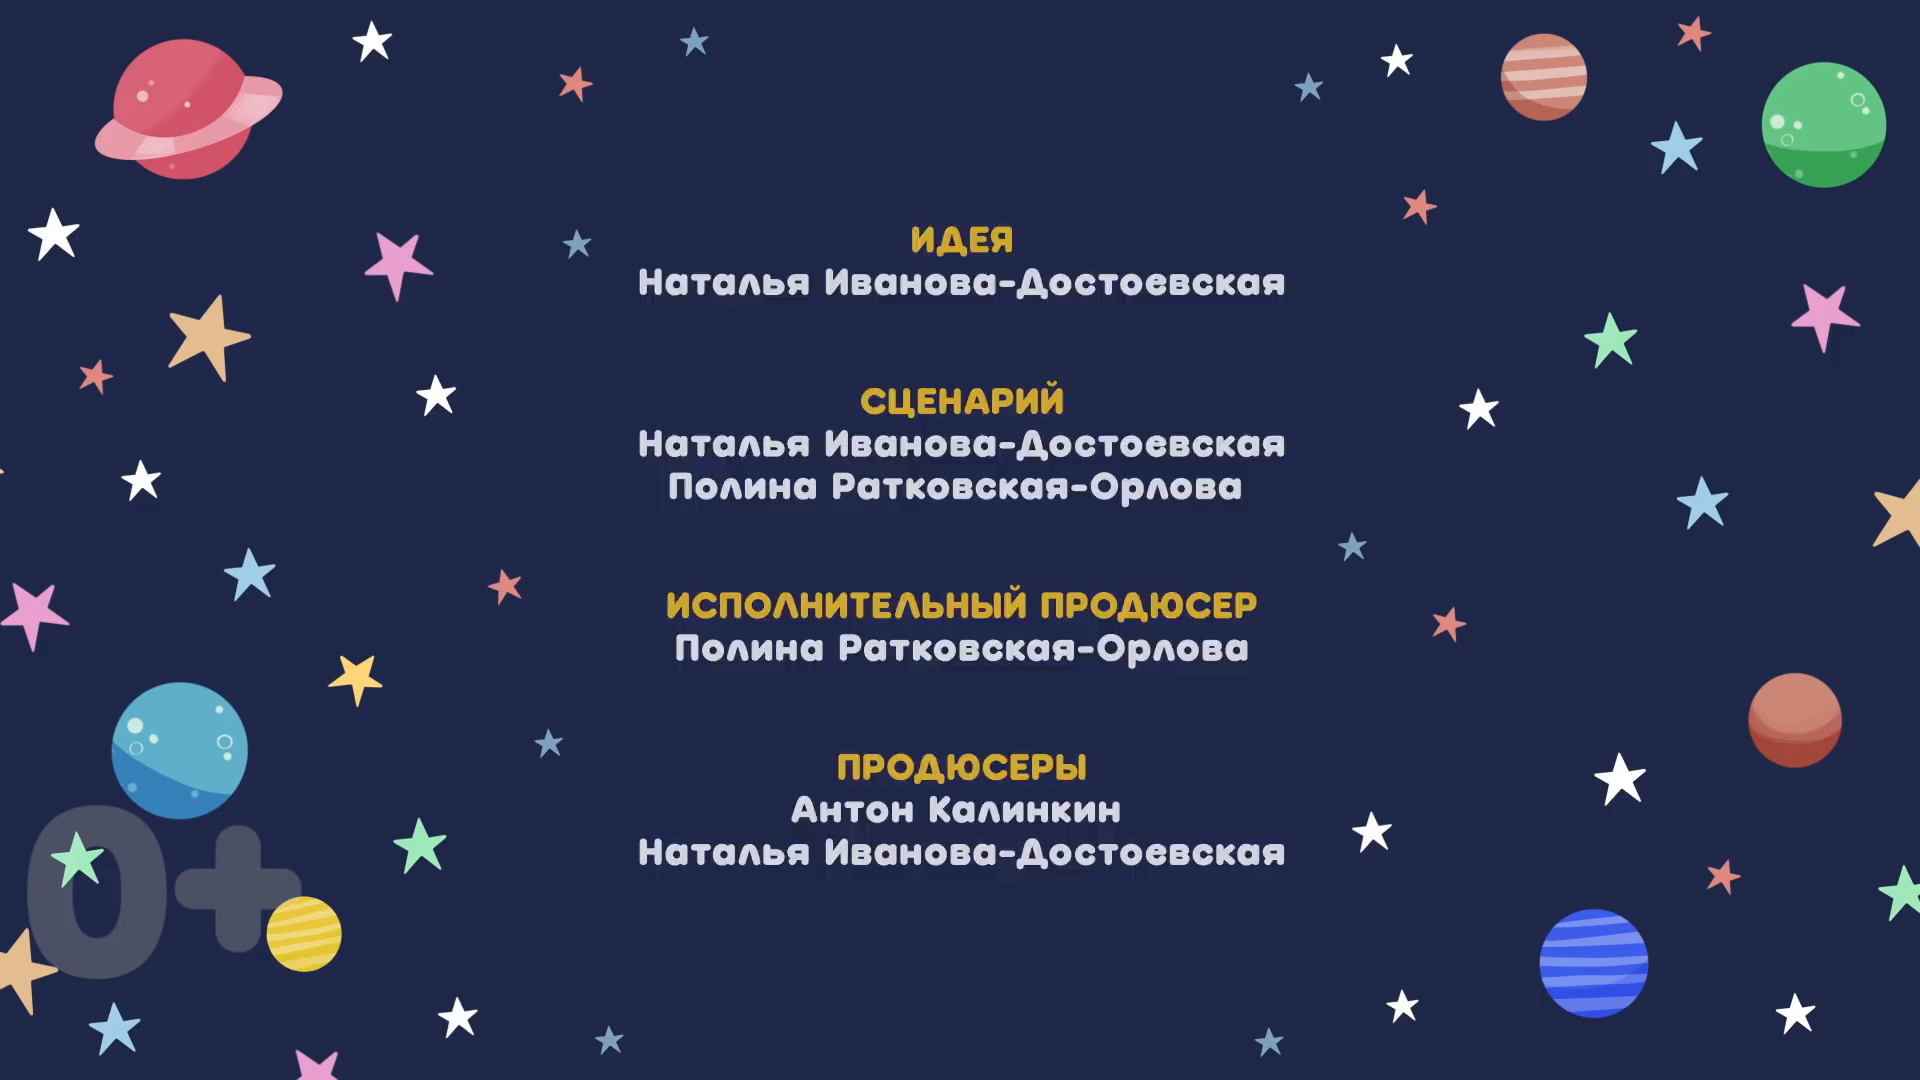 ИДЕЯ
Наталья Иванова-Достоевская
СЦЕНАРИЙ
Наталья Иванова-Достоевская
Полина Ратковская-Орлова
ИСПОЛНИТЕЛЬНЫЙ ПРОДЮСЕР
Полина Ратковская-Орлова
ПРОДЮСЕРЫ
Антон Калинкин
Наталья Иванова-Достоевская
0+